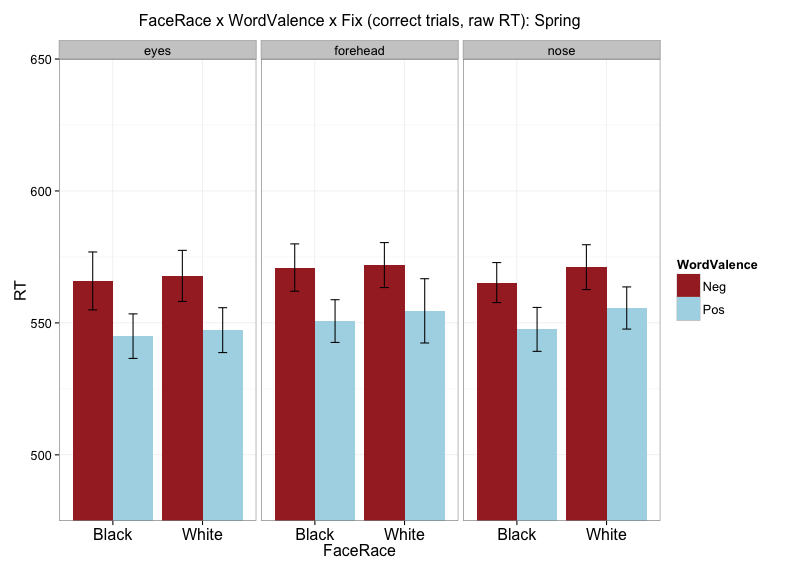 FaceRace x WordValence x Fix (correct trials, raw RT): Spring
eyes forehead nose
650
600
550
500
RT
Black White Black White Black White
FaceRace
WordValence
Neg
Pos